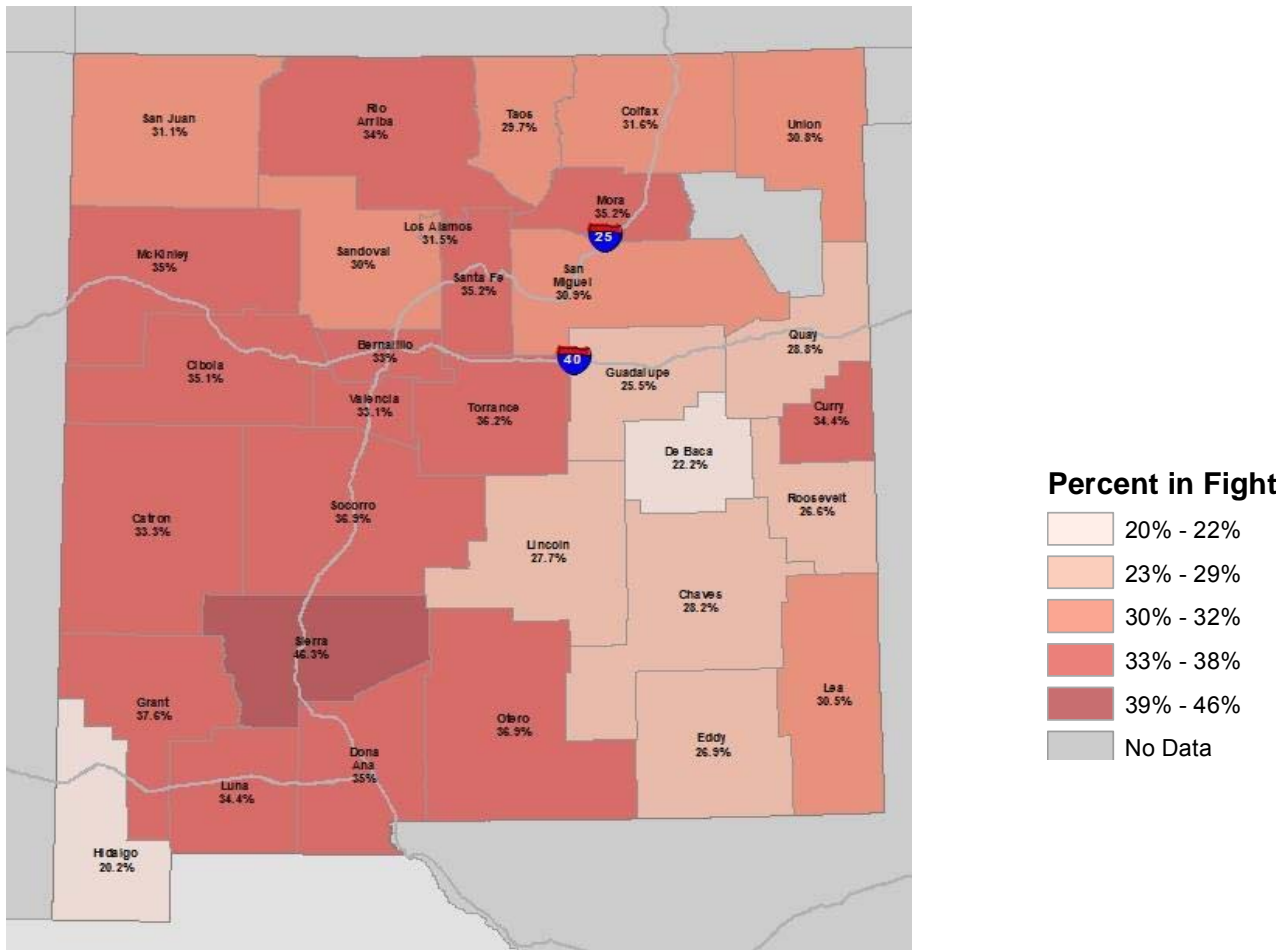 San Juan
31.1%
Rio
Arriba
34%
Taos
29.7%
Colfax
31.6%
Union
30.8%
Mora
35.2%
Los Alamos
31.5%
25
McKinley
35%
Sandoval
30%
Santa Fe
35.2%
San
Miguel
30.9%
Quay
28.8%
Bernalillo
33%
40
Guadalupe
25.5%
Cibola
35.1%
Valencia
33.1%
Torrance
36.2%
Curry
34.4%
De Baca
22.2%
Roosevelt
26.6%
Catron
33.3%
Socorro
36.9%
Lincoln
27.7%
Chaves
28.2%
Sierra
46.3%
Grant
37.6%
Otero
36.9%
Lea
30.5%
Eddy
26.9%
Dona
Ana
35%
Luna
34.4%
Hidalgo
20.2%
Percent in Fight
20% - 22%
23% - 29%
30% - 32%
33% - 38%
39% - 46%
No Data